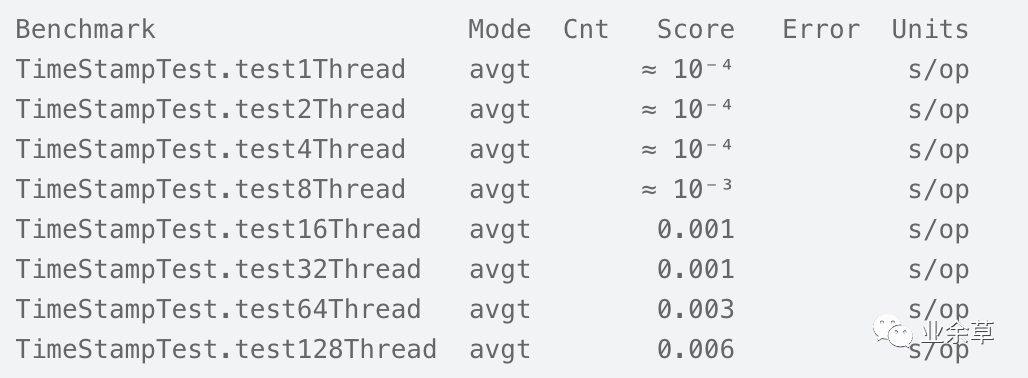 Benchmark Mode Cnt Score Error Units
TimeStampTest.test1Thread avgt ≈ 10⁻⁴ s/op
TimeStampTest.test2Thread avgt ≈ 10⁻⁴ s/op
TimeStampTest.test4Thread avgt ≈ 10⁻⁴ s/op
TimeStampTest.test8Thread avgt ≈ 10⁻³ s/op
TimeStampTest.test16Thread avgt 0.001 s/op
TimeStampTest.test32Thread avgt 0.001 s/op
TimeStampTest.test64Thread avgt 0.003 s/op
TimeStampTest.test128Thread avgt 0.006 s/op
业余草